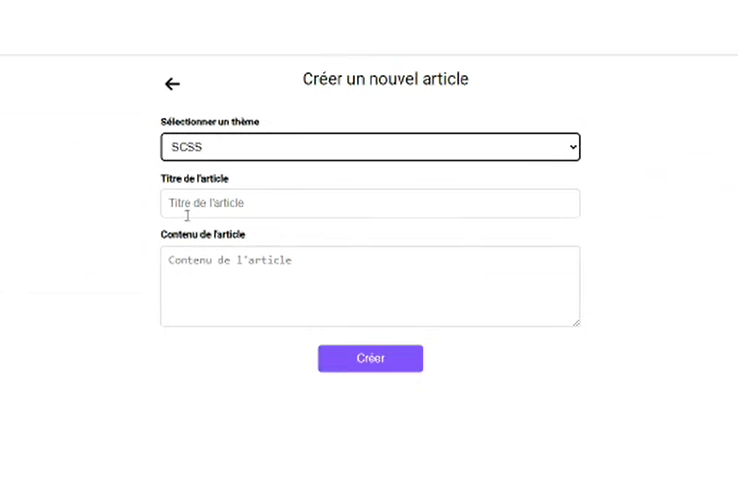 Créer un nouvel article
Sélectionner un thème
SCSS
Titre de l'article
Titre de l'article
Contenu de l'article
Contenu de l'article
Créer